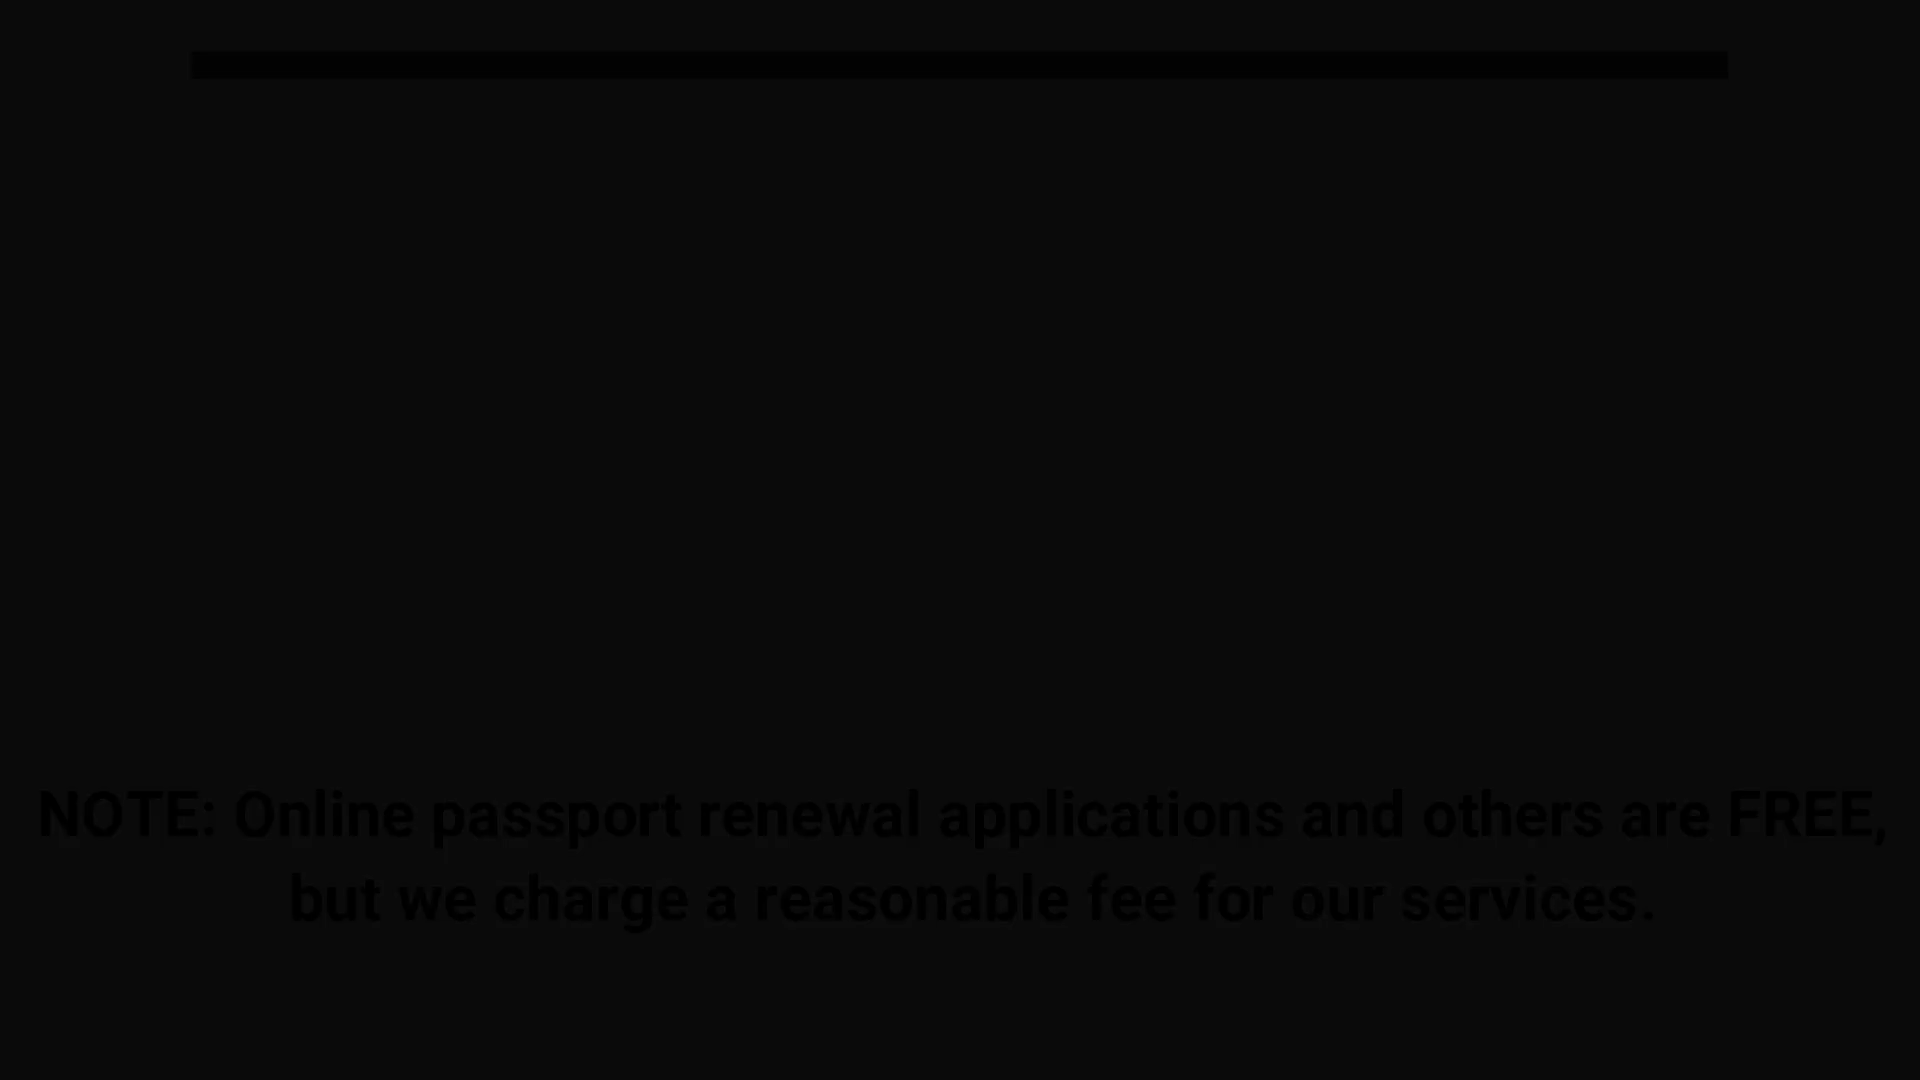 NOTE: Online passport renewal applications and others are FREE,
but we charge a reasonable fee for our services.